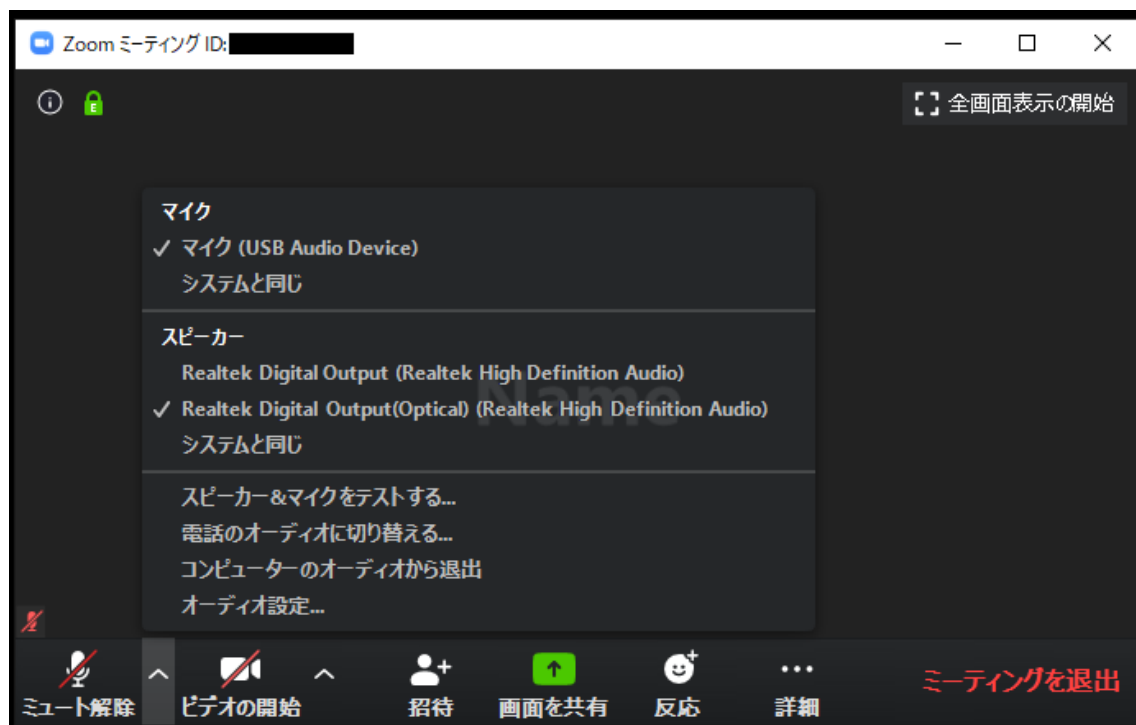 Zoom ミーティング ID:
全画面表示の開始
マイク
マイク (USB Audio Device)
システムと同じ
スピーカー
Realtek Digital Output (Realtek High Definition Audio)
Realtek Digital Output(Optical) (Realtek High Definition Audio)
Name
システムと同じ
スピーカー&マイクをテストする...
電話のオーディオに切り替える...
コンピューターのオーディオから退出
オーディオ設定...
ミュート解除 ビデオの開始 招待 画面を共有 反応 詳細 ミーティングを退出